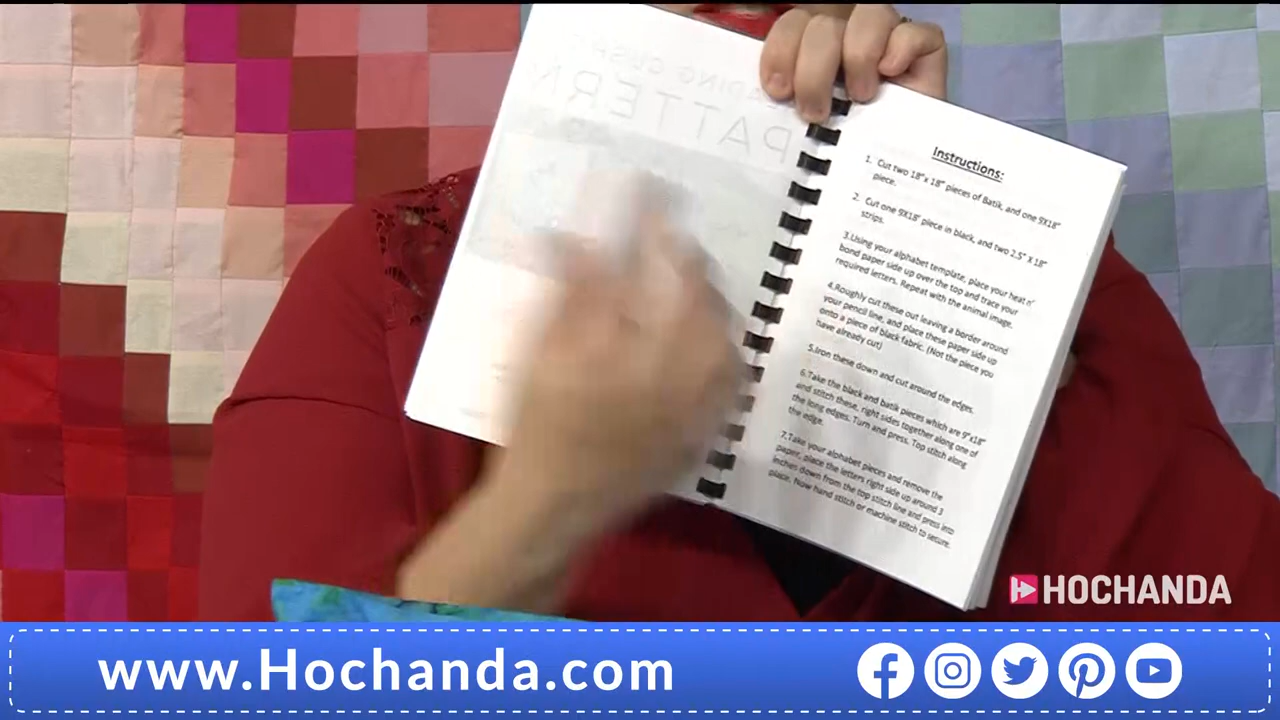 PATTERN
Instructions:
1. Cut two 18"x 18" pieces of Batik, and one 9X18"
piece.
2. Cut one 9X18" piece in black, and two 2.5" X 18"
strips.
3.Using your alphabet template, place your heat n'
bond paper side up over the top and trace your
required letters. Repeat with the animal image.
4.Roughly cut these out leaving a border around
your pencil line, and place these paper side up
onto a piece of black fabric. (Not the piece you
have already cut)
5.Iron these down and cut around the edges.
6.Take the black and batik pieces which are 9"x18"
and stitch these, right sides together along one of
the long edges. Turn and press. Top stitch along
the edge.
7.Take your alphabet pieces and remove the
paper, place the letters right side up around 3
inches down from the top stitch line and press into
place. Now hand stitch or machine stitch to secure.
HOCHANDA
www.Hochanda.com